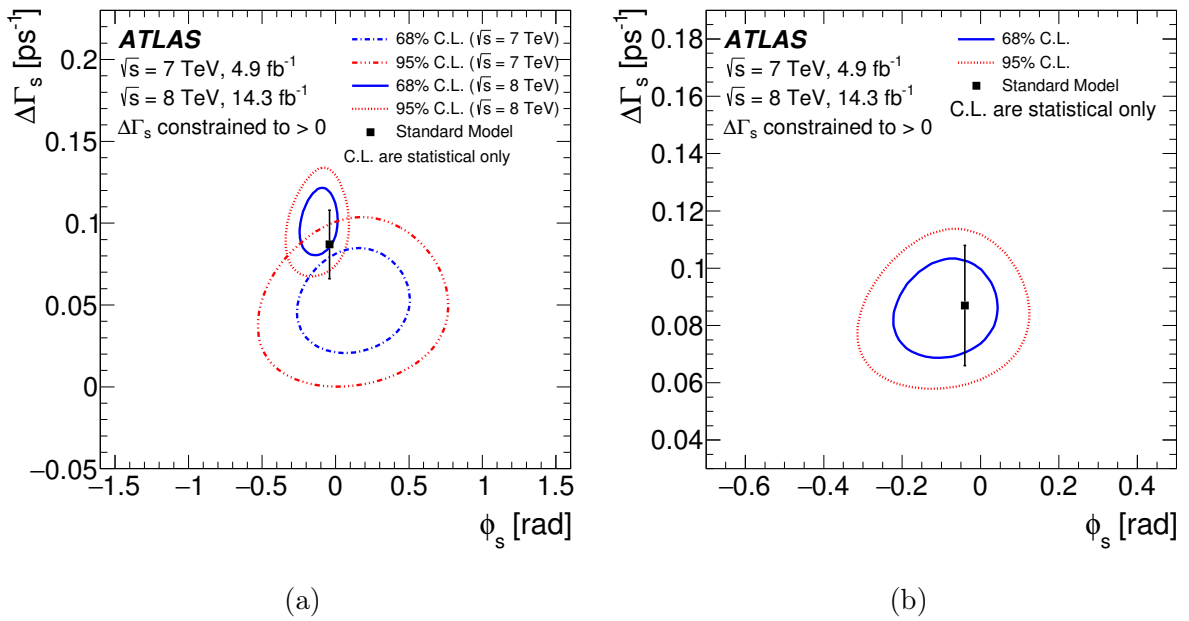 ΔΓs [ps-1]
ATLAS
√s = 7 TeV, 4.9 fb-1
√s = 8 TeV, 14.3 fb-1
ΔΓs constrained to > 0
68% C.L. (√s = 7 TeV)
95% C.L. (√s = 7 TeV)
68% C.L. (√s = 8 TeV)
95% C.L. (√s = 8 TeV)
Standard Model
C.L. are statistical only
0.2
0.15
0.1
0.05
0
−0.05
−1.5 −1 −0.5 0 0.5 1 1.5
ϕs [rad]
(a)
ΔΓs [ps-1]
ATLAS
√s = 7 TeV, 4.9 fb-1
√s = 8 TeV, 14.3 fb-1
ΔΓs constrained to > 0
68% C.L.
95% C.L.
Standard Model
C.L. are statistical only
0.18
0.16
0.14
0.12
0.1
0.08
0.06
0.04
−0.6 −0.4 −0.2 0 0.2 0.4
ϕs [rad]
(b)